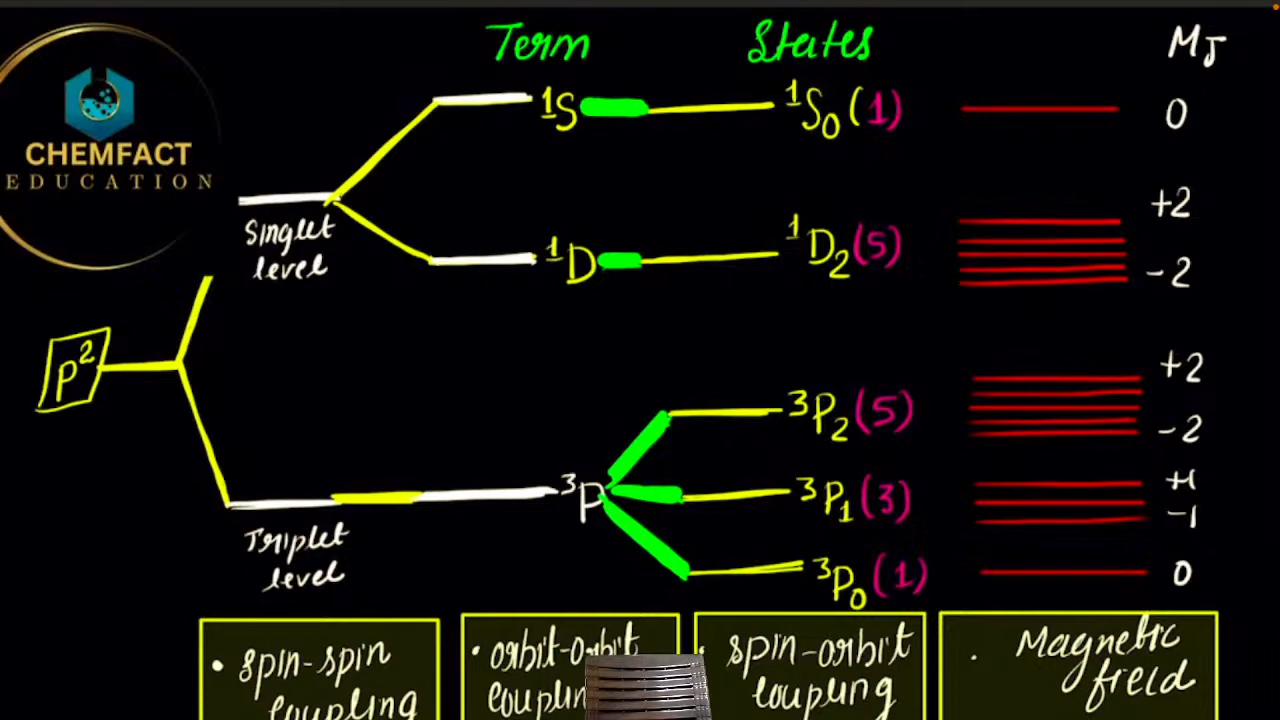 Term States MJ
CHEMFACT
EDUCATION
¹S ¹S₀(1) 0
Singlet
level
¹D ¹D₂(5) +2
-2
P²
³P ³P₂(5) +2
-2
³P₁(3) +1
-1
³P₀(1) 0
Triplet
level
• spin-spin
coupling
• orbit-orbit
coupling
• spin-orbit
coupling
• Magnetic
field